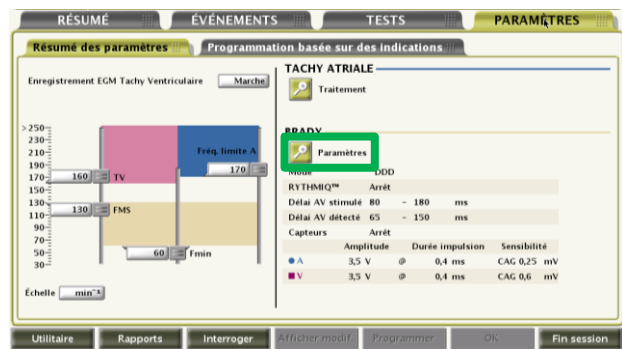 RÉSUMÉ ÉVÉNEMENTS TESTS PARAMÈTRES
Résumé des paramètres Programmation basée sur des indications
Enregistrement EGM Tachy Ventriculaire Marche
>250
230
210
190
170
150
130
110
90
70
50
30
160 TV
130 FMS
Fréq. limite A
170
60 Fmin
Échelle min⁻¹
TACHY ATRIALE
Traitement
BRADY
Paramètres
Mode DDD
RYTHMIQ™ Arrêt
Délai AV stimulé 80 - 180 ms
Délai AV détecté 65 - 150 ms
Capteurs Arrêt
Amplitude Durée impulsion Sensibilité
A 3,5 V @ 0,4 ms CAG 0,25 mV
V 3,5 V @ 0,4 ms CAG 0,6 mV
Utilitaire Rapports Interroger Afficher modif. Programmer OK Fin session